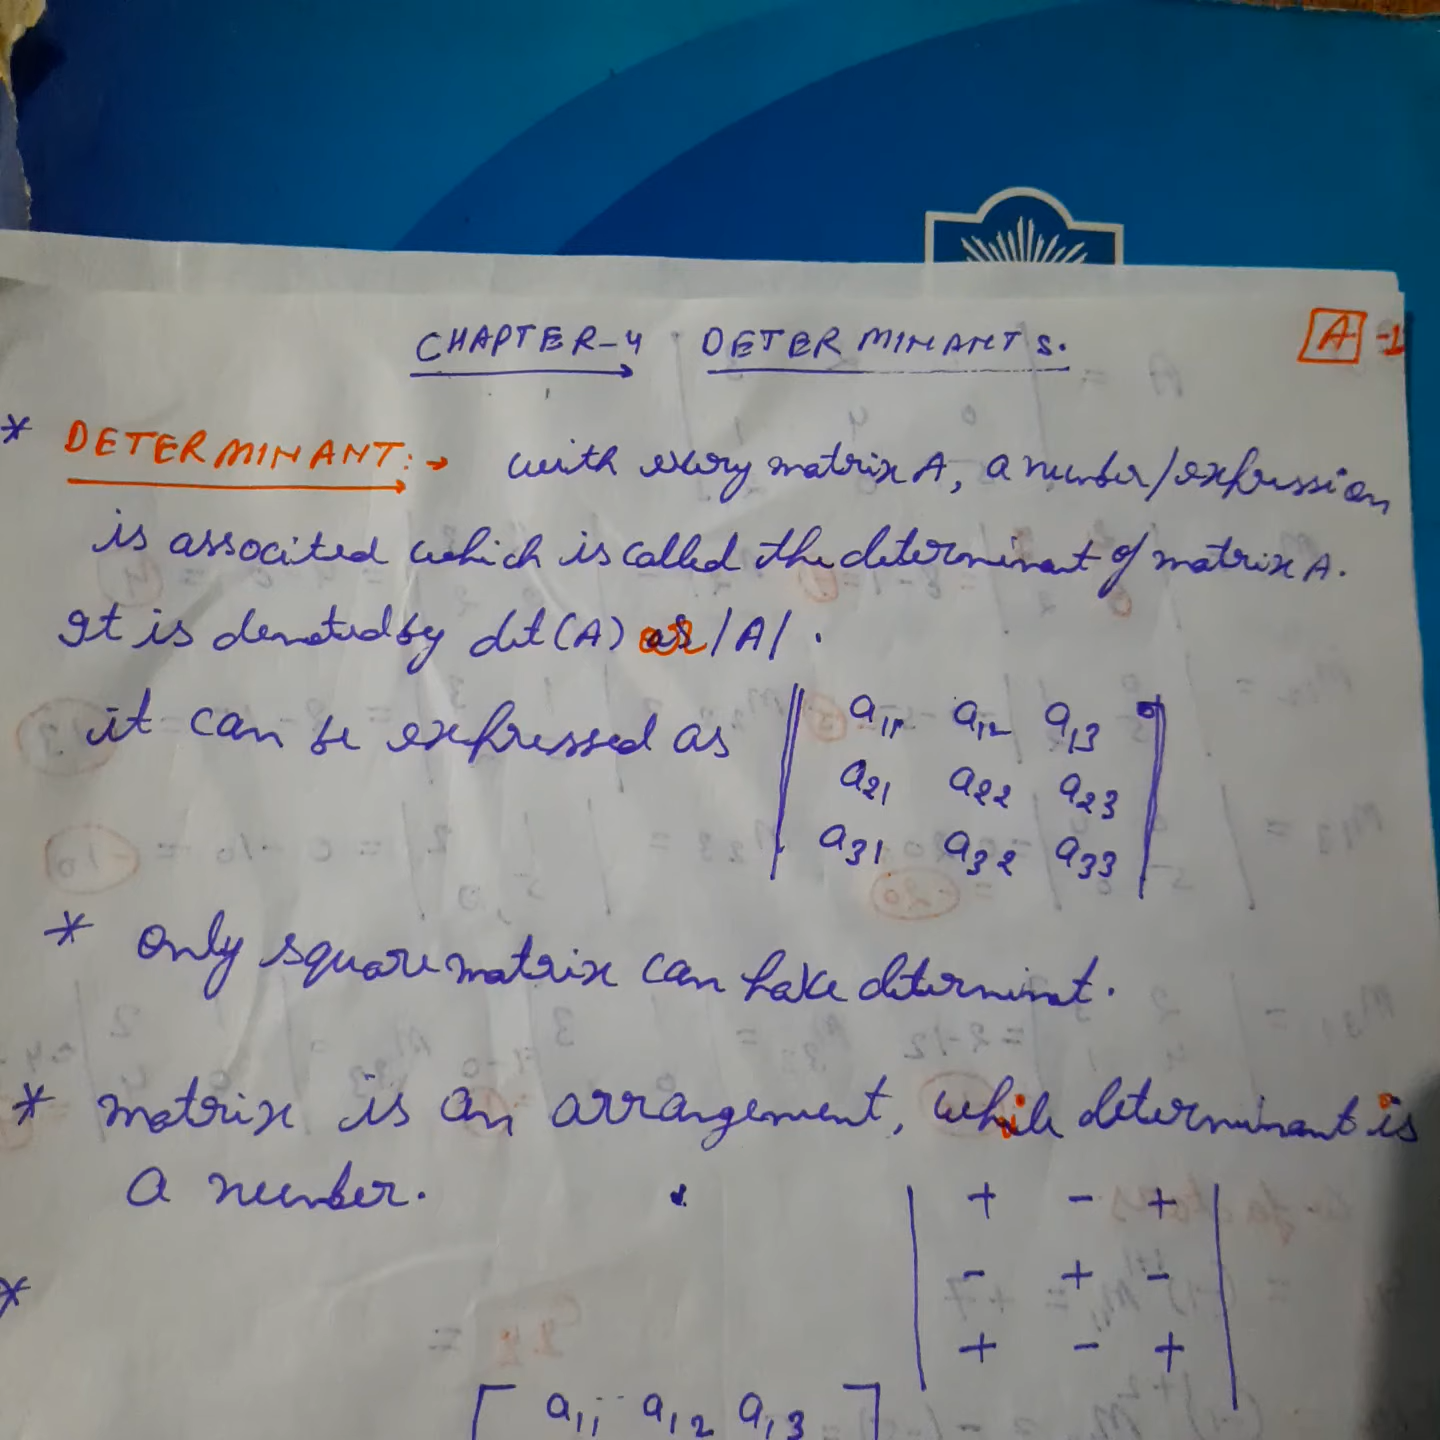 CHAPTER-4 DETERMINANTS.
A -1
* DETERMINANT:→ with every matrix A, a number/expression
is associted which is called the determinant of matrix A.
It is denoted by det(A) or |A|.
it can be expressed as
a11 a12 a13
a21 a22 a23
a31 a32 a33
* only square matrix can have determinat.
* matrix is an arrangement, while determinant is
a number.
+ - +
- + -
+ - +
*
a11 a12 a13